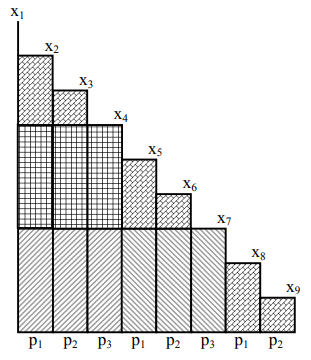 x₁
x₂
x₃
x₄
x₅
x₆
x₇
x₈
x₉
p₁ p₂ p₃ p₁ p₂ p₃ p₁ p₂